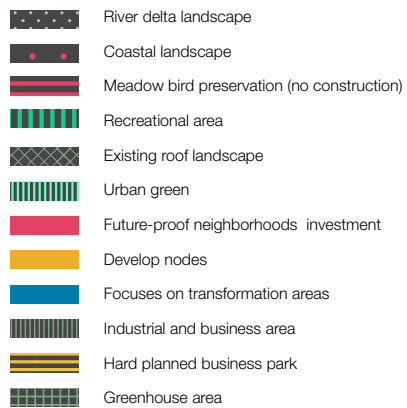 River delta landscape
Coastal landscape
Meadow bird preservation (no construction)
Recreational area
Existing roof landscape
Urban green
Future-proof neighborhoods investment
Develop nodes
Focuses on transformation areas
Industrial and business area
Hard planned business park
Greenhouse area